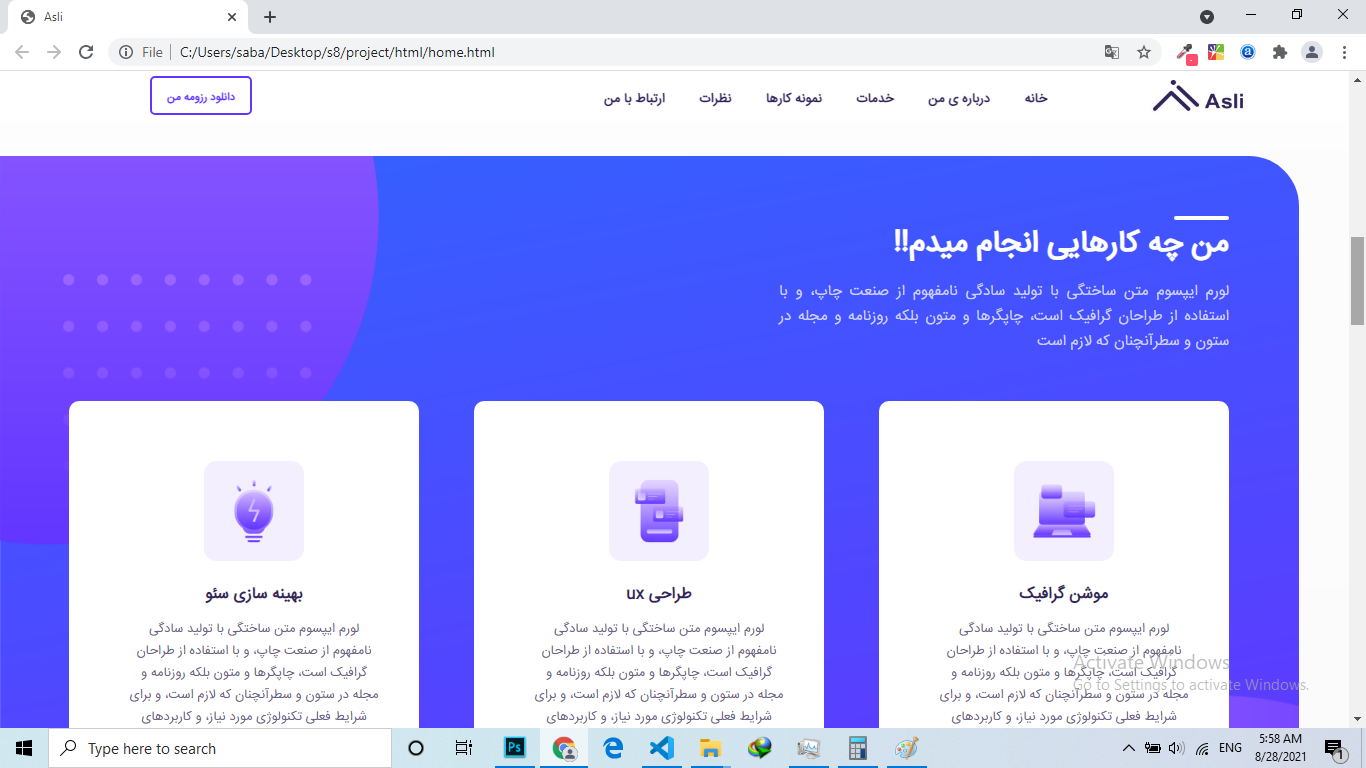 Asli
File
C:/Users/saba/Desktop/s8/project/html/home.html
Asli
خانه
درباره ی من
خدمات
نمونه کارها
نظرات
ارتباط با من
دانلود رزومه من
من چه کارهایی انجام میدم!!
لورم ایپسوم متن ساختگی با تولید سادگی نامفهوم از صنعت چاپ، و با
استفاده از طراحان گرافیک است، چاپگرها و متون بلکه روزنامه و مجله در
ستون و سطرآنچنان که لازم است
موشن گرافیک
لورم ایپسوم متن ساختگی با تولید سادگی
نامفهوم از صنعت چاپ، و با استفاده از طراحان
گرافیک است، چاپگرها و متون بلکه روزنامه و
مجله در ستون و سطرآنچنان که لازم است، و برای
شرایط فعلی تکنولوژی مورد نیاز، و کاربردهای
طراحی ux
لورم ایپسوم متن ساختگی با تولید سادگی
نامفهوم از صنعت چاپ، و با استفاده از طراحان
گرافیک است، چاپگرها و متون بلکه روزنامه و
مجله در ستون و سطرآنچنان که لازم است، و برای
شرایط فعلی تکنولوژی مورد نیاز، و کاربردهای
بهینه سازی سئو
لورم ایپسوم متن ساختگی با تولید سادگی
نامفهوم از صنعت چاپ، و با استفاده از طراحان
گرافیک است، چاپگرها و متون بلکه روزنامه و
مجله در ستون و سطرآنچنان که لازم است، و برای
شرایط فعلی تکنولوژی مورد نیاز، و کاربردهای
Activate Windows
Go to Settings to activate Windows.
Type here to search
Ps
ENG
5:58 AM
8/28/2021
1